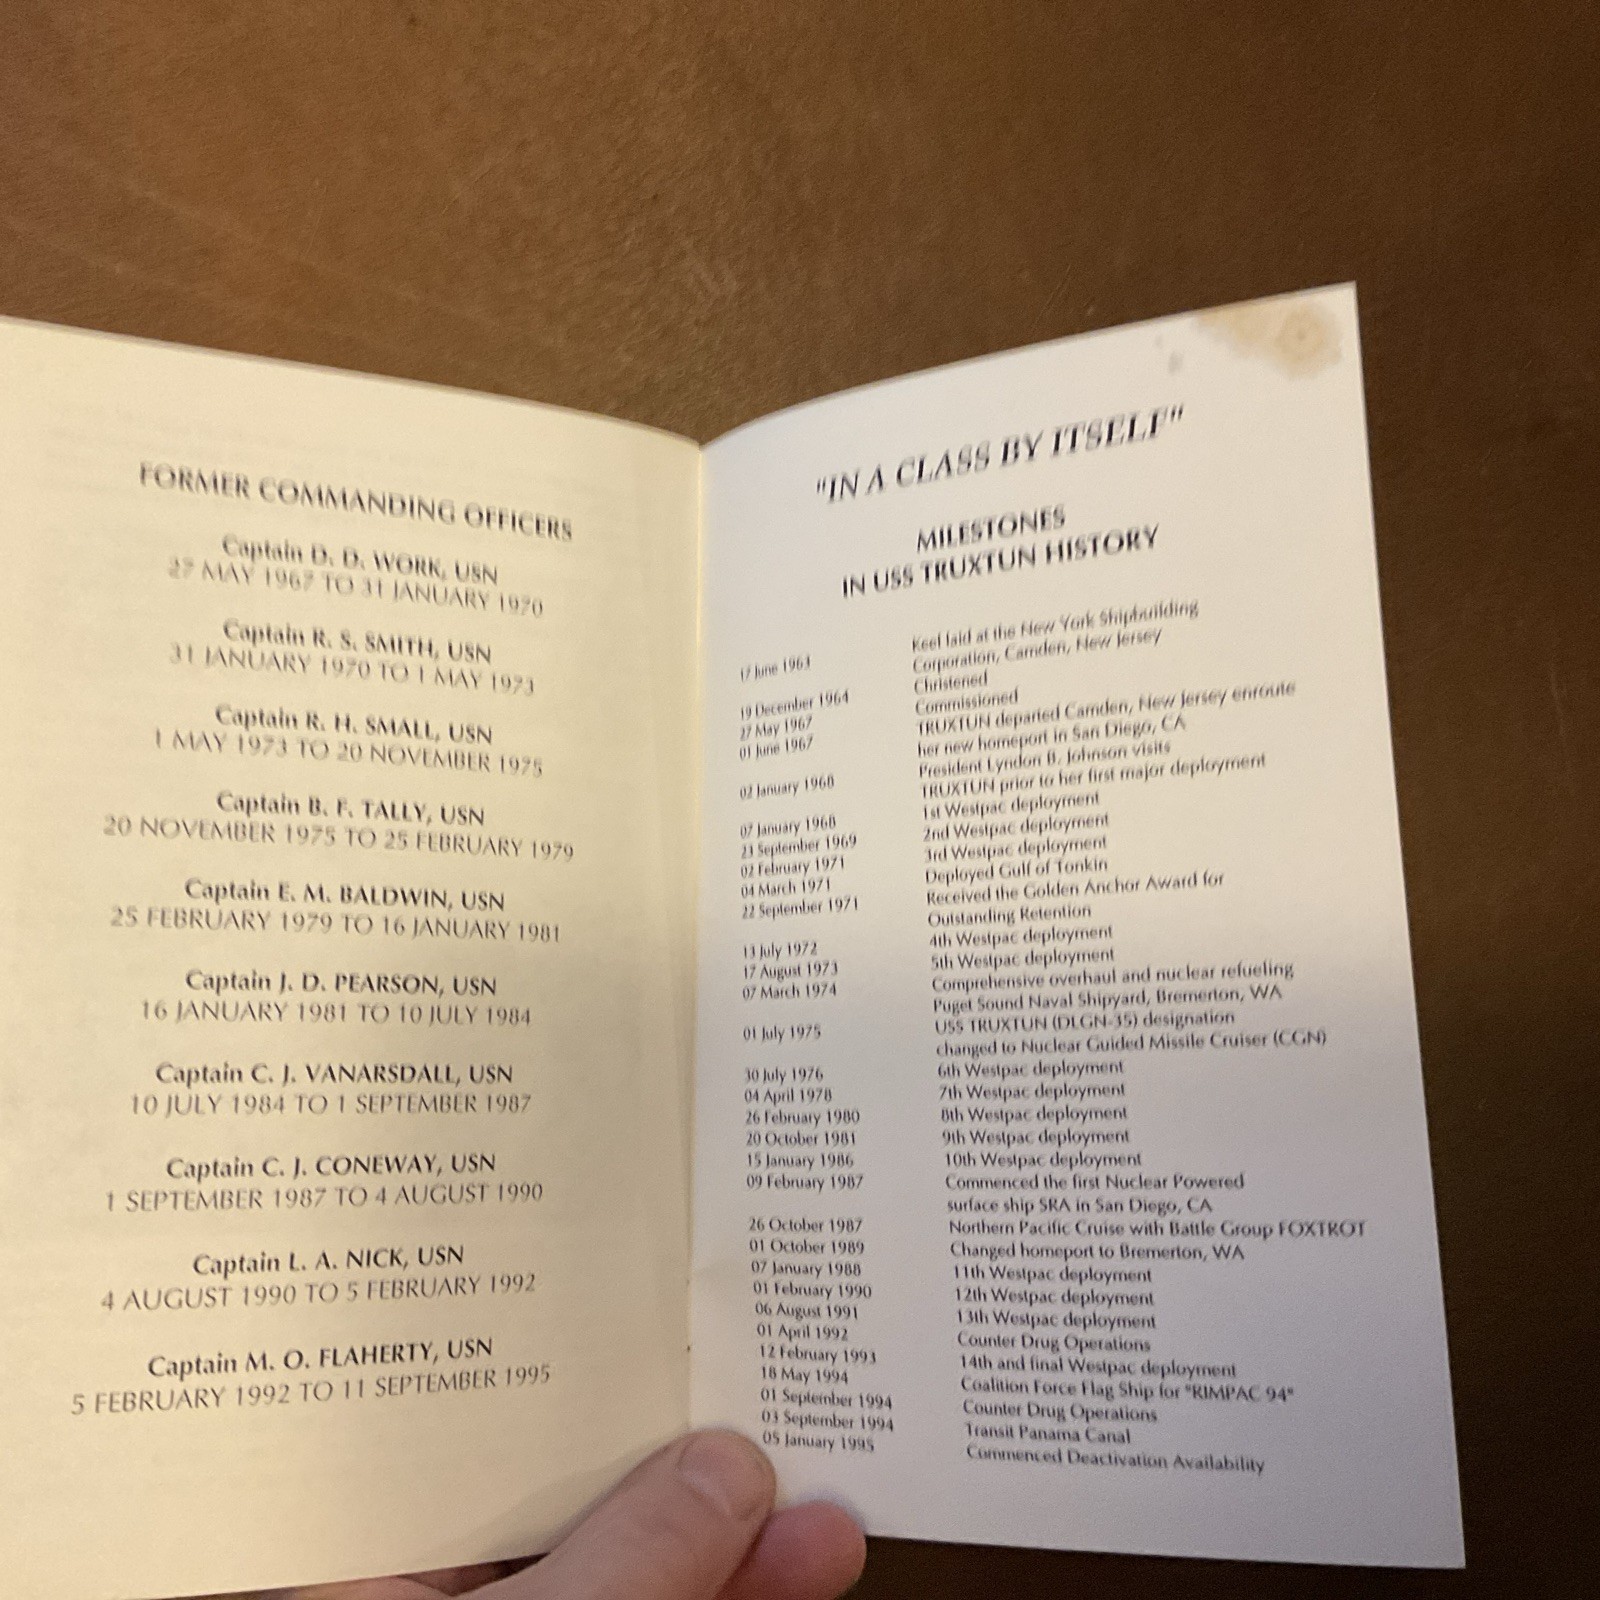 FORMER COMMANDING OFFICERS
Captain D. D. WORK, USN
27 MAY 1967 TO 31 JANUARY 1970
Captain R. S. SMITH, USN
31 JANUARY 1970 TO 1 MAY 1973
Captain R. H. SMALL, USN
1 MAY 1973 TO 20 NOVEMBER 1975
Captain B. F. TALLY, USN
20 NOVEMBER 1975 TO 25 FEBRUARY 1979
Captain E. M. BALDWIN, USN
25 FEBRUARY 1979 TO 16 JANUARY 1981
Captain J. D. PEARSON, USN
16 JANUARY 1981 TO 10 JULY 1984
Captain C. J. VANARSDALL, USN
10 JULY 1984 TO 1 SEPTEMBER 1987
Captain C. J. CONEWAY, USN
1 SEPTEMBER 1987 TO 4 AUGUST 1990
Captain L. A. NICK, USN
4 AUGUST 1990 TO 5 FEBRUARY 1992
Captain M. O. FLAHERTY, USN
5 FEBRUARY 1992 TO 11 SEPTEMBER 1995
"IN A CLASS BY ITSELF"
MILESTONES
IN USS TRUXTUN HISTORY
17 June 1963 Keel laid at the New York Shipbuilding
Corporation, Camden, New Jersey
19 December 1964 Christened
27 May 1967 Commissioned
01 June 1967 TRUXTUN departed Camden, New Jersey enroute
her new homeport in San Diego, CA
02 January 1968 President Lyndon B. Johnson visits
TRUXTUN prior to her first major deployment
07 January 1968 1st Westpac deployment
23 September 1969 2nd Westpac deployment
02 February 1971 3rd Westpac deployment
04 March 1971 Deployed Gulf of Tonkin
22 September 1971 Received the Golden Anchor Award for
Outstanding Retention
13 July 1972 4th Westpac deployment
17 August 1973 5th Westpac deployment
07 March 1974 Comprehensive overhaul and nuclear refueling
Puget Sound Naval Shipyard, Bremerton, WA
01 July 1975 USS TRUXTUN (DLGN-35) designation
changed to Nuclear Guided Missile Cruiser (CGN)
30 July 1976 6th Westpac deployment
04 April 1978 7th Westpac deployment
26 February 1980 8th Westpac deployment
20 October 1981 9th Westpac deployment
15 January 1986 10th Westpac deployment
09 February 1987 Commenced the first Nuclear Powered
surface ship SRA in San Diego, CA
26 October 1987 Northern Pacific Cruise with Battle Group FOXTROT
01 October 1989 Changed homeport to Bremerton, WA
07 January 1988 11th Westpac deployment
01 February 1990 12th Westpac deployment
06 August 1991 13th Westpac deployment
01 April 1992 Counter Drug Operations
12 February 1993 14th and final Westpac deployment
18 May 1994 Coalition Force Flag Ship for "RIMPAC 94"
01 September 1994 Counter Drug Operations
03 September 1994 Transit Panama Canal
05 January 1995 Commenced Deactivation Availability